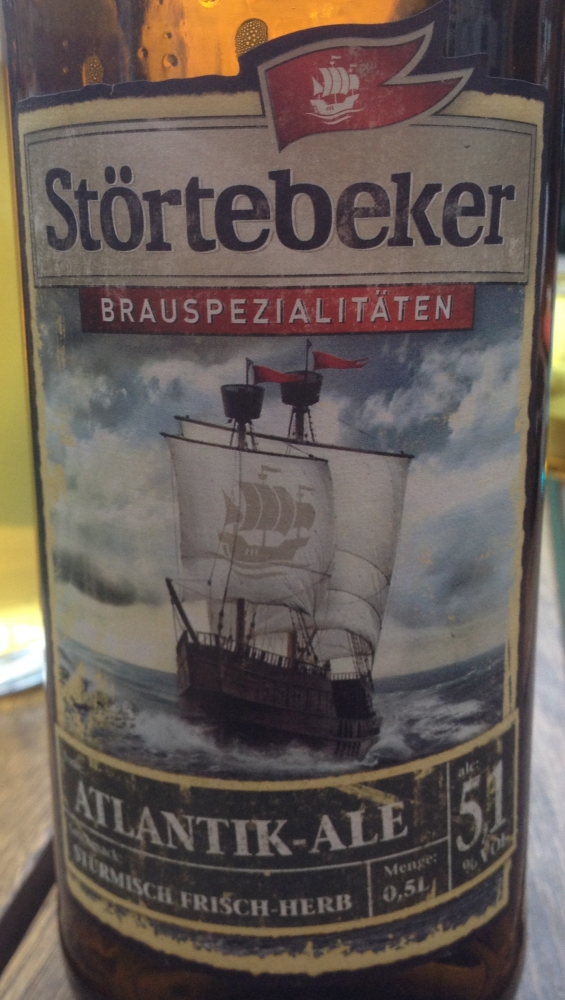 Störtebeker
BRAUSPEZIALITÄTEN
ATLANTIK-ALE
STÜRMISCH FRISCH-HERB
Menge:
0,5L
alc:
5,1
% VOL.